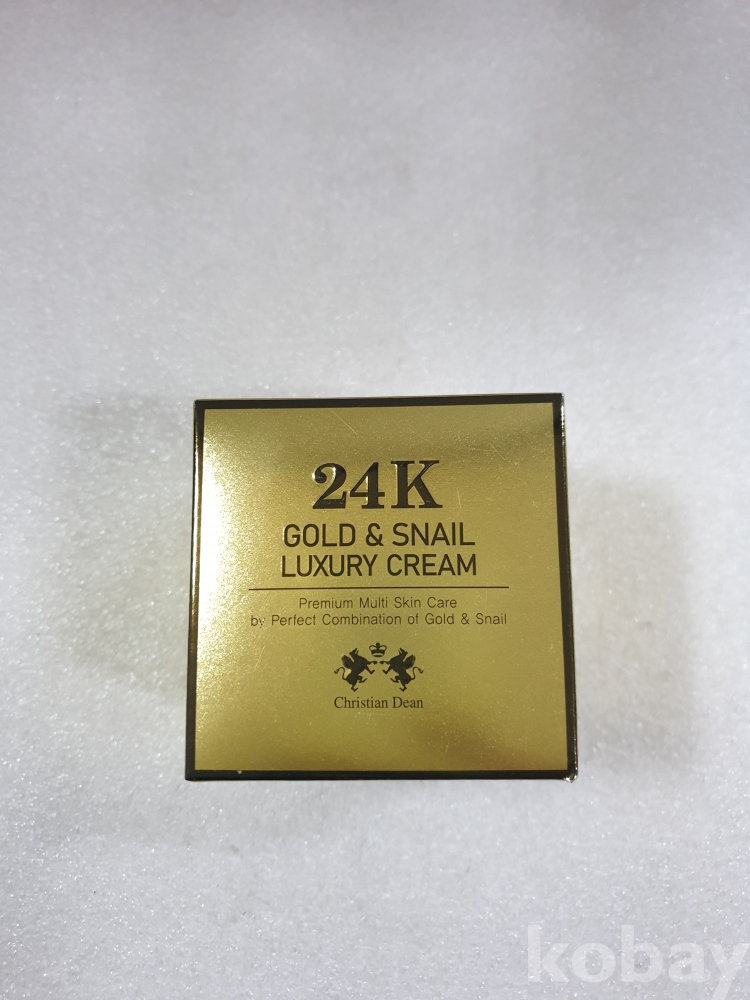 24K
GOLD & SNAIL
LUXURY CREAM
Premium Multi Skin Care
by Perfect Combination of Gold & Snail
Christian Dean
kobay